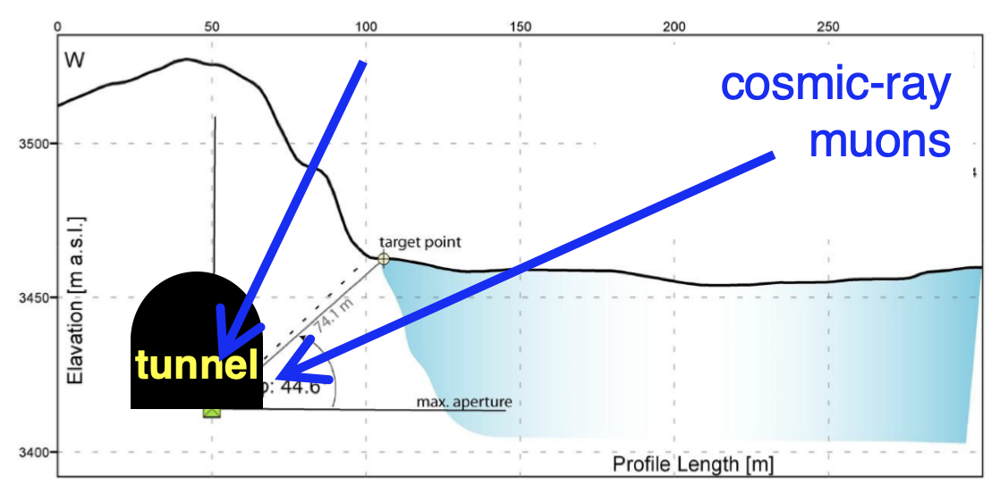 0 50 100 150 200 250
W
cosmic-ray
muons
3500
target point
Elavation [m a.s.l.]
3450
74.1 m
tunnel
: 44.6
max. aperture
3400
Profile Length [m]